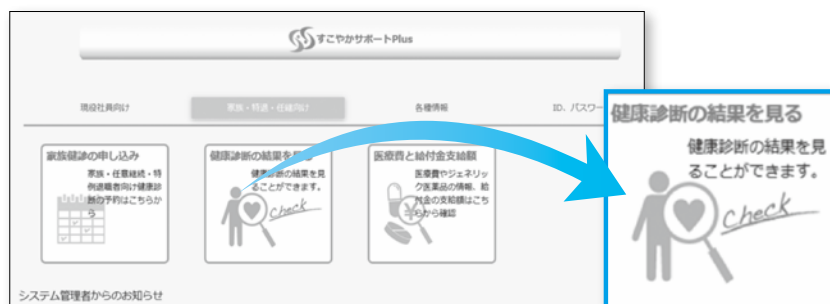 すこやかサポートPlus
現役社員向け
家族・特退・任継向け
各種情報
ID、パスワー
家族健診の申し込み
家族・任意継続・特
例退職者向け健康診
断の予約はこちらか
ら
健康診断の結果を見る
健康診断の結果を見
ることができます。
check
医療費と給付金支給額
医療費やジェネリッ
ク医薬品の情報、給
付金の支給額はこち
らから確認
システム管理者からのお知らせ
健康診断の結果を見る
健康診断の結果を見
ることができます。
check